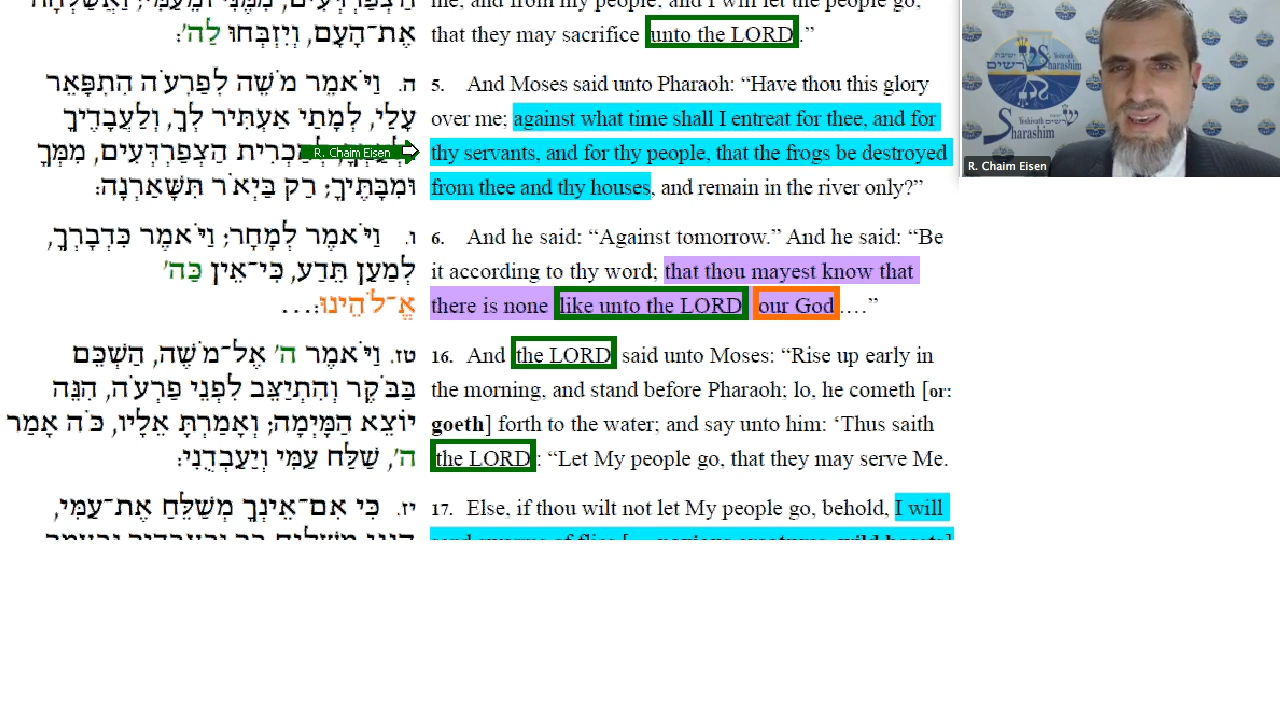 אֶת־הָעָם, וְיִזְבְּחוּ לַה':
ה. וַיֹּאמֶר מֹשֶׁה לְפַרְעֹה הִתְפָּאֵר
עָלַי, לְמָתַי אַעְתִּיר לְךָ, וְלַעֲבָדֶיךָ
הַצְפַרְדְּעִים, מִמְּךָ
וּמִבָּתֶּיךָ; רַק בַּיְאֹר תִּשָּׁאַרְנָה:
ו. וַיֹּאמֶר לְמָחָר; וַיֹּאמֶר כִּדְבָרְךָ,
לְמַעַן תֵּדַע, כִּי־אֵין כַּה'
אֱ־לֹהֵינוּ:...
טז. וַיֹּאמֶר ה' אֶל־מֹשֶׁה, הַשְׁכֵּם
בַּבֹּקֶר וְהִתְיַצֵּב לִפְנֵי פַרְעֹה, הִנֵּה
יוֹצֵא הַמָּיְמָה; וְאָמַרְתָּ אֵלָיו, כֹּה אָמַר
ה', שַׁלַּח עַמִּי וְיַעַבְדֻנִי:
יז. כִּי אִם־אֵינְךָ מְשַׁלֵּחַ אֶת־עַמִּי,
me, and from my people, and I will let the people go,
that they may sacrifice unto the LORD.”
5. And Moses said unto Pharaoh: “Have thou this glory
over me; against what time shall I entreat for thee, and for
thy servants, and for thy people, that the frogs be destroyed
from thee and thy houses, and remain in the river only?”
6. And he said: “Against tomorrow.” And he said: “Be
it according to thy word; that thou mayest know that
there is none like unto the LORD our God….”
16. And the LORD said unto Moses: “Rise up early in
the morning, and stand before Pharaoh; lo, he cometh [or:
goeth] forth to the water; and say unto him: ‘Thus saith
the LORD: “Let My people go, that they may serve Me.
17. Else, if thou wilt not let My people go, behold, I will
R. Chaim Eisen
ישיבת
שרשים
Sharashim
Yeshivath
Sharashim
R. Chaim Eisen